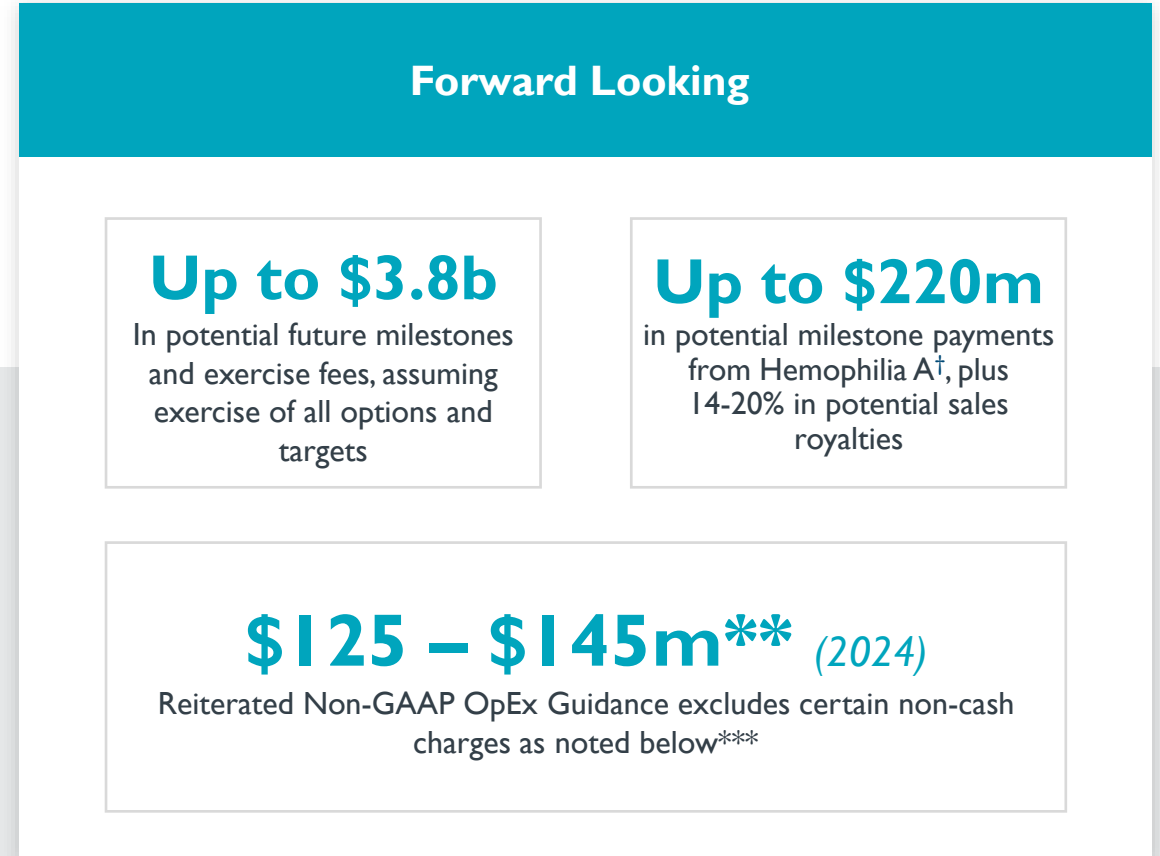 Forward Looking
Up to $3.8b
In potential future milestones
and exercise fees, assuming
exercise of all options and
targets
Up to $220m
in potential milestone payments
from Hemophilia A†, plus
14-20% in potential sales
royalties
$125 – $145m** (2024)
Reiterated Non-GAAP OpEx Guidance excludes certain non-cash
charges as noted below***